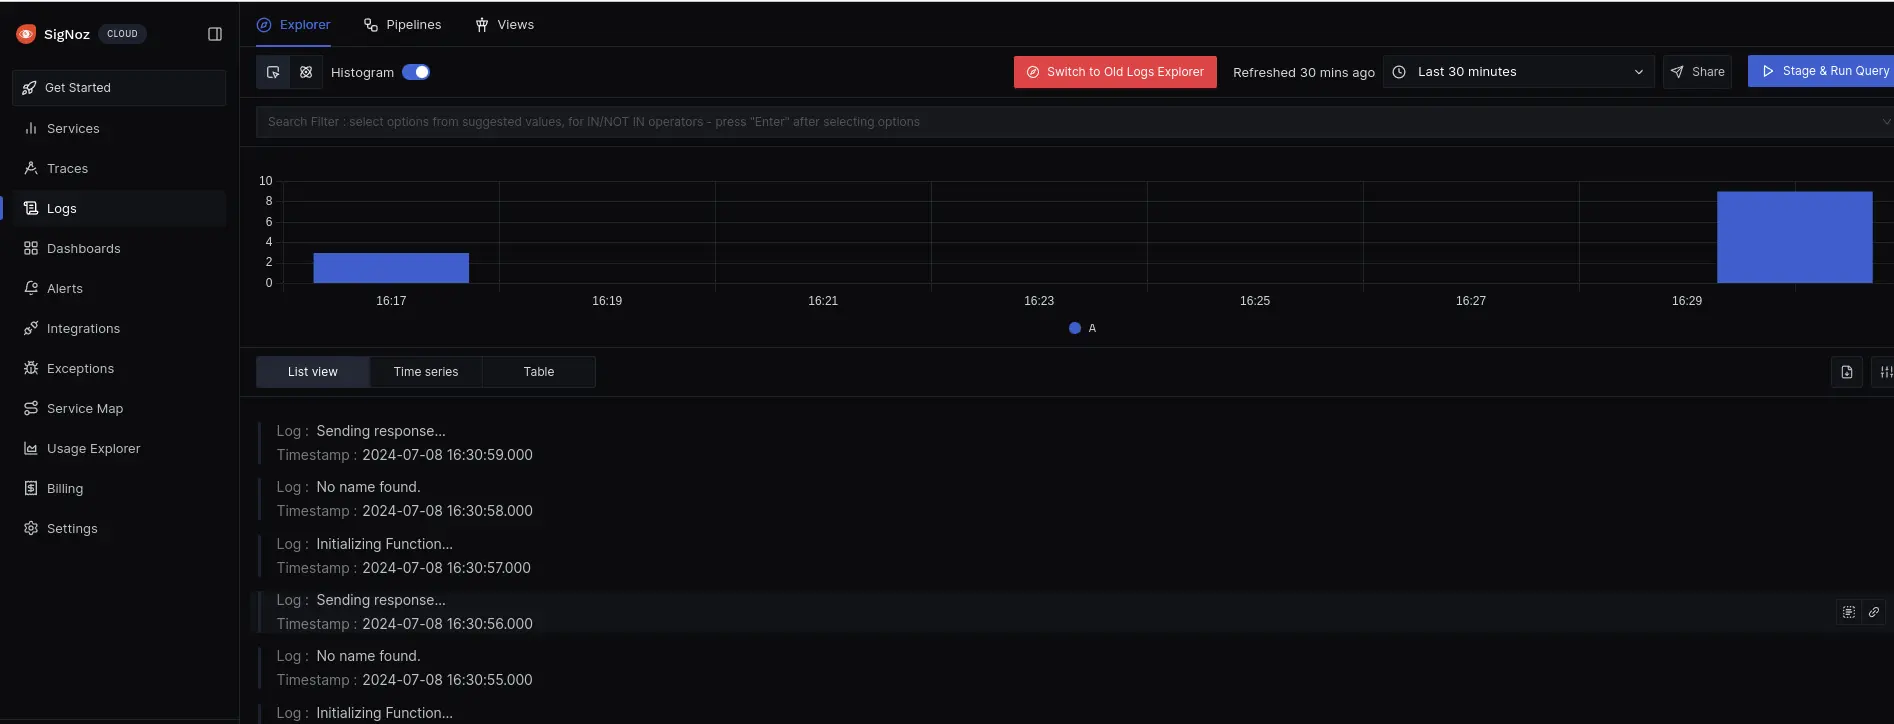 SigNoz CLOUD
Get Started
Services
Traces
Logs
Dashboards
Alerts
Integrations
Exceptions
Service Map
Usage Explorer
Billing
Settings
Explorer Pipelines Views
Histogram Switch to Old Logs Explorer Refreshed 30 mins ago Last 30 minutes Share Stage & Run Query
Search Filter : select options from suggested values, for IN/NOT IN operators - press "Enter" after selecting options
10
8
6
4
2
0
16:17 16:19 16:21 16:23 16:25 16:27 16:29
A
List view Time series Table
Log : Sending response...
Timestamp : 2024-07-08 16:30:59.000
Log : No name found.
Timestamp : 2024-07-08 16:30:58.000
Log : Initializing Function...
Timestamp : 2024-07-08 16:30:57.000
Log : Sending response...
Timestamp : 2024-07-08 16:30:56.000
Log : No name found.
Timestamp : 2024-07-08 16:30:55.000
Log : Initializing Function...